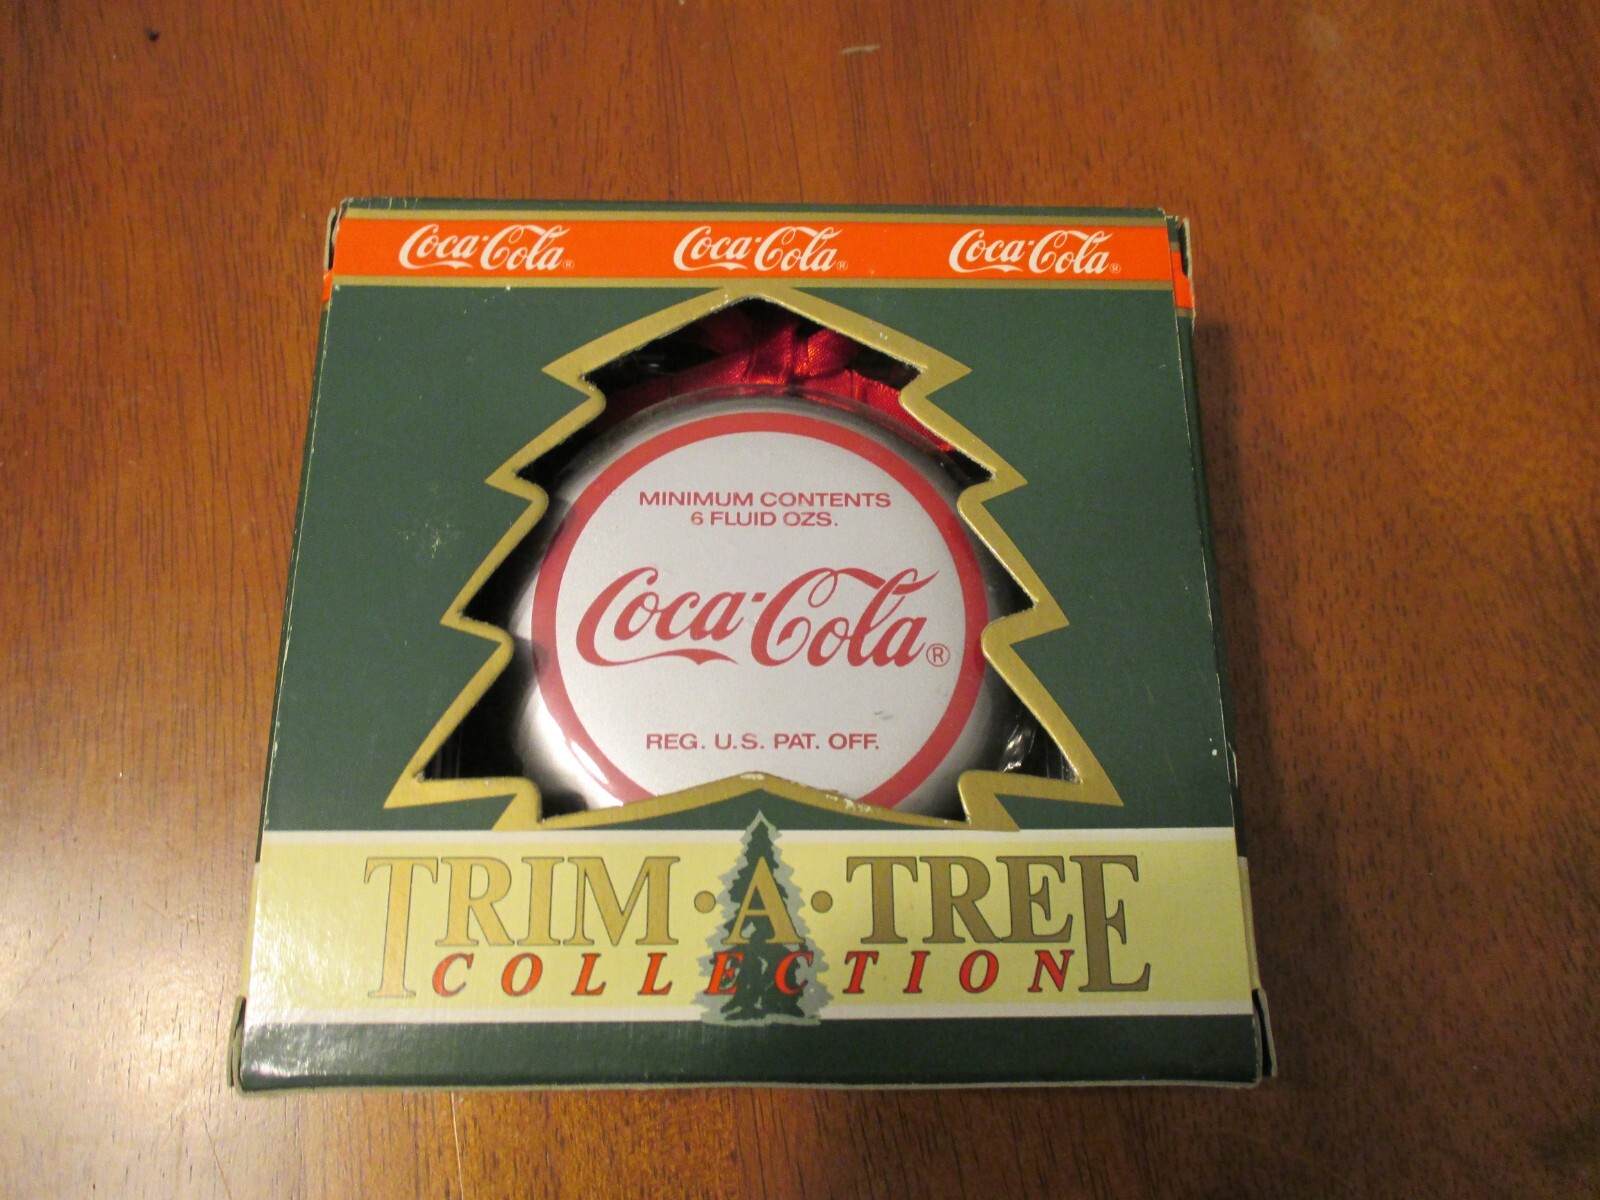 Coca-Cola® Coca-Cola® Coca-Cola®
MINIMUM CONTENTS
6 FLUID OZS.
Coca-Cola®
REG. U.S. PAT. OFF.
TRIM·A·TREE
COLLECTION